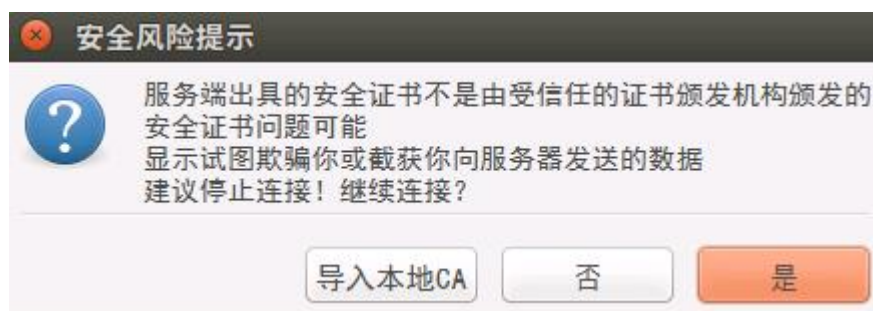 安全风险提示
服务端出具的安全证书不是由受信任的证书颁发机构颁发的
安全证书问题可能
显示试图欺骗你或截获你向服务器发送的数据
建议停止连接！继续连接？
导入本地CA 否 是